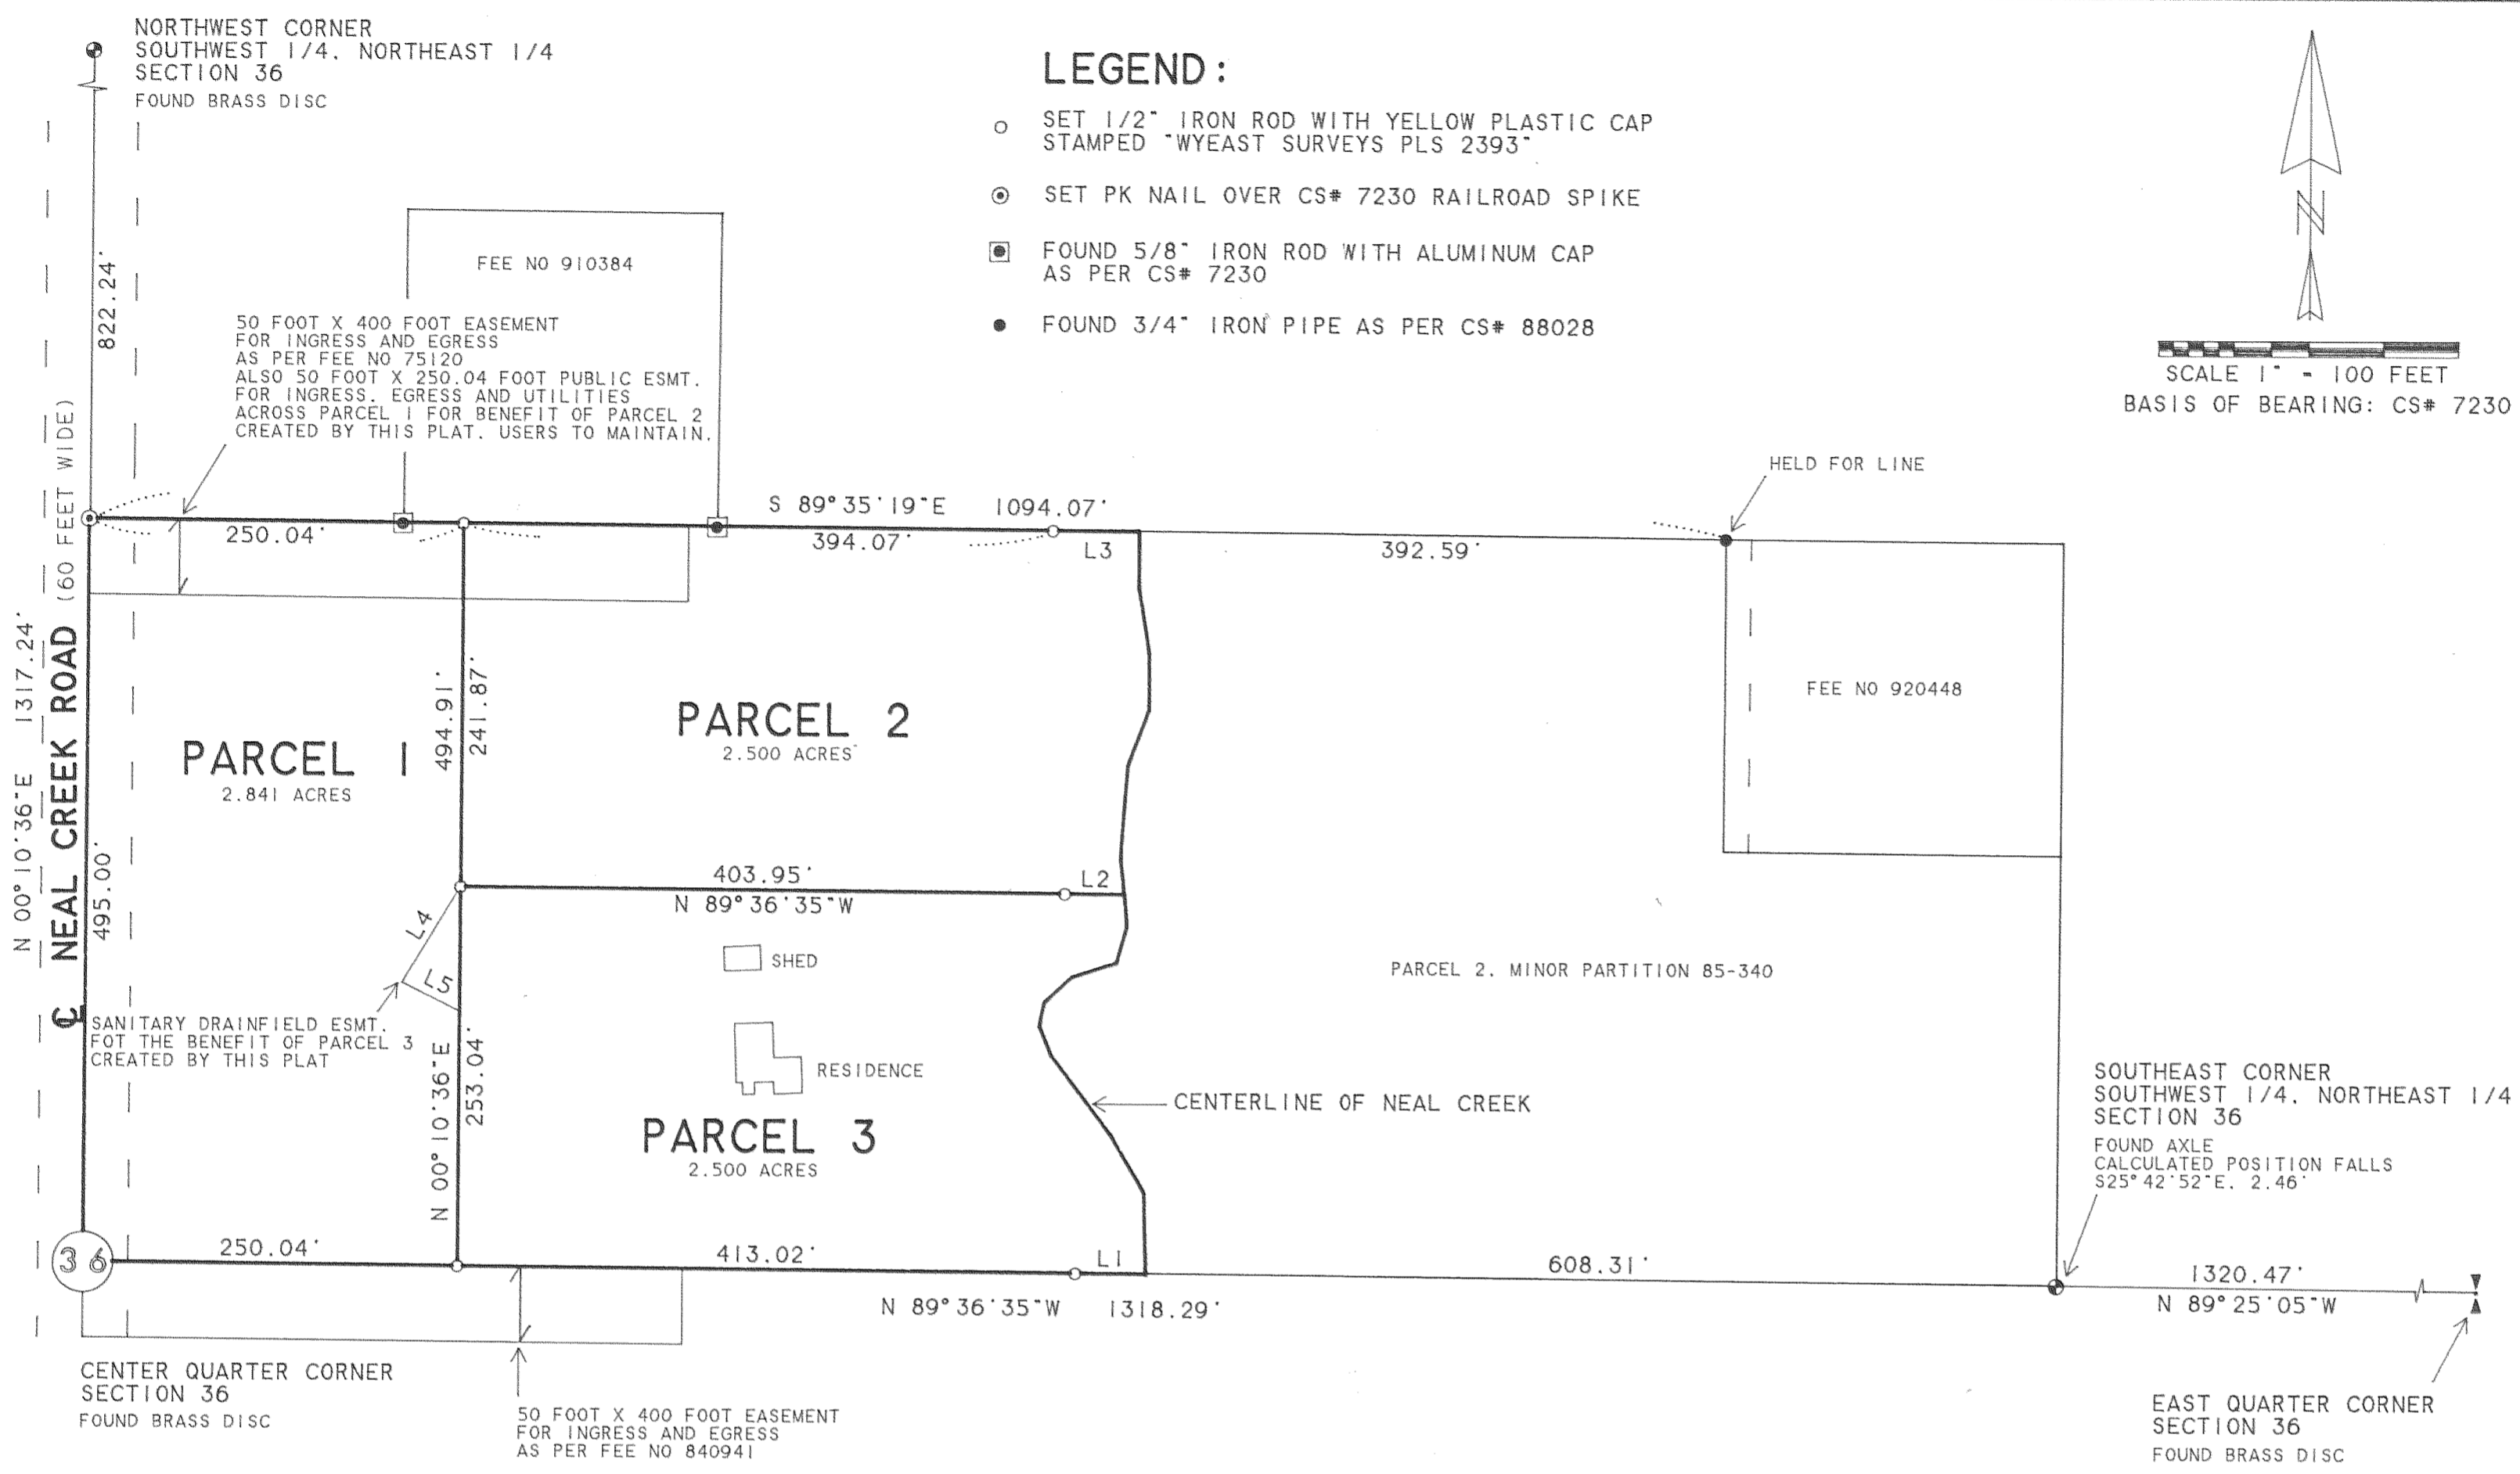 NORTHWEST CORNER
SOUTHWEST 1/4. NORTHEAST 1/4
SECTION 36
FOUND BRASS DISC
LEGEND:
SET 1/2" IRON ROD WITH YELLOW PLASTIC CAP
STAMPED "WYEAST SURVEYS PLS 2393"
SET PK NAIL OVER CS# 7230 RAILROAD SPIKE
FOUND 5/8" IRON ROD WITH ALUMINUM CAP
AS PER CS# 7230
FOUND 3/4" IRON PIPE AS PER CS# 88028
N
SCALE 1" = 100 FEET
BASIS OF BEARING: CS# 7230
822.24'
FEE NO 910384
50 FOOT X 400 FOOT EASEMENT
FOR INGRESS AND EGRESS
AS PER FEE NO 75120
ALSO 50 FOOT X 250.04 FOOT PUBLIC ESMT.
FOR INGRESS. EGRESS AND UTILITIES
ACROSS PARCEL 1 FOR BENEFIT OF PARCEL 2
CREATED BY THIS PLAT. USERS TO MAINTAIN.
HELD FOR LINE
S 89°35'19"E 1094.07'
250.04'
394.07'
L3
392.59'
N 00°10'36"E 1317.24'
℄ NEAL CREEK ROAD (60 FEET WIDE)
495.00'
PARCEL 1
2.841 ACRES
494.91'
241.87'
PARCEL 2
2.500 ACRES
FEE NO 920448
403.95'
L2
N 89°36'35"W
L4
L5
SHED
PARCEL 2. MINOR PARTITION 85-340
SANITARY DRAINFIELD ESMT.
FOT THE BENEFIT OF PARCEL 3
CREATED BY THIS PLAT
N 00°10'36"E
253.04'
RESIDENCE
CENTERLINE OF NEAL CREEK
PARCEL 3
2.500 ACRES
SOUTHEAST CORNER
SOUTHWEST 1/4. NORTHEAST 1/4
SECTION 36
FOUND AXLE
CALCULATED POSITION FALLS
S25°42'52"E. 2.46'
36
250.04'
413.02'
L1
608.31'
1320.47'
N 89°36'35"W 1318.29'
N 89°25'05"W
CENTER QUARTER CORNER
SECTION 36
FOUND BRASS DISC
50 FOOT X 400 FOOT EASEMENT
FOR INGRESS AND EGRESS
AS PER FEE NO 840941
EAST QUARTER CORNER
SECTION 36
FOUND BRASS DISC